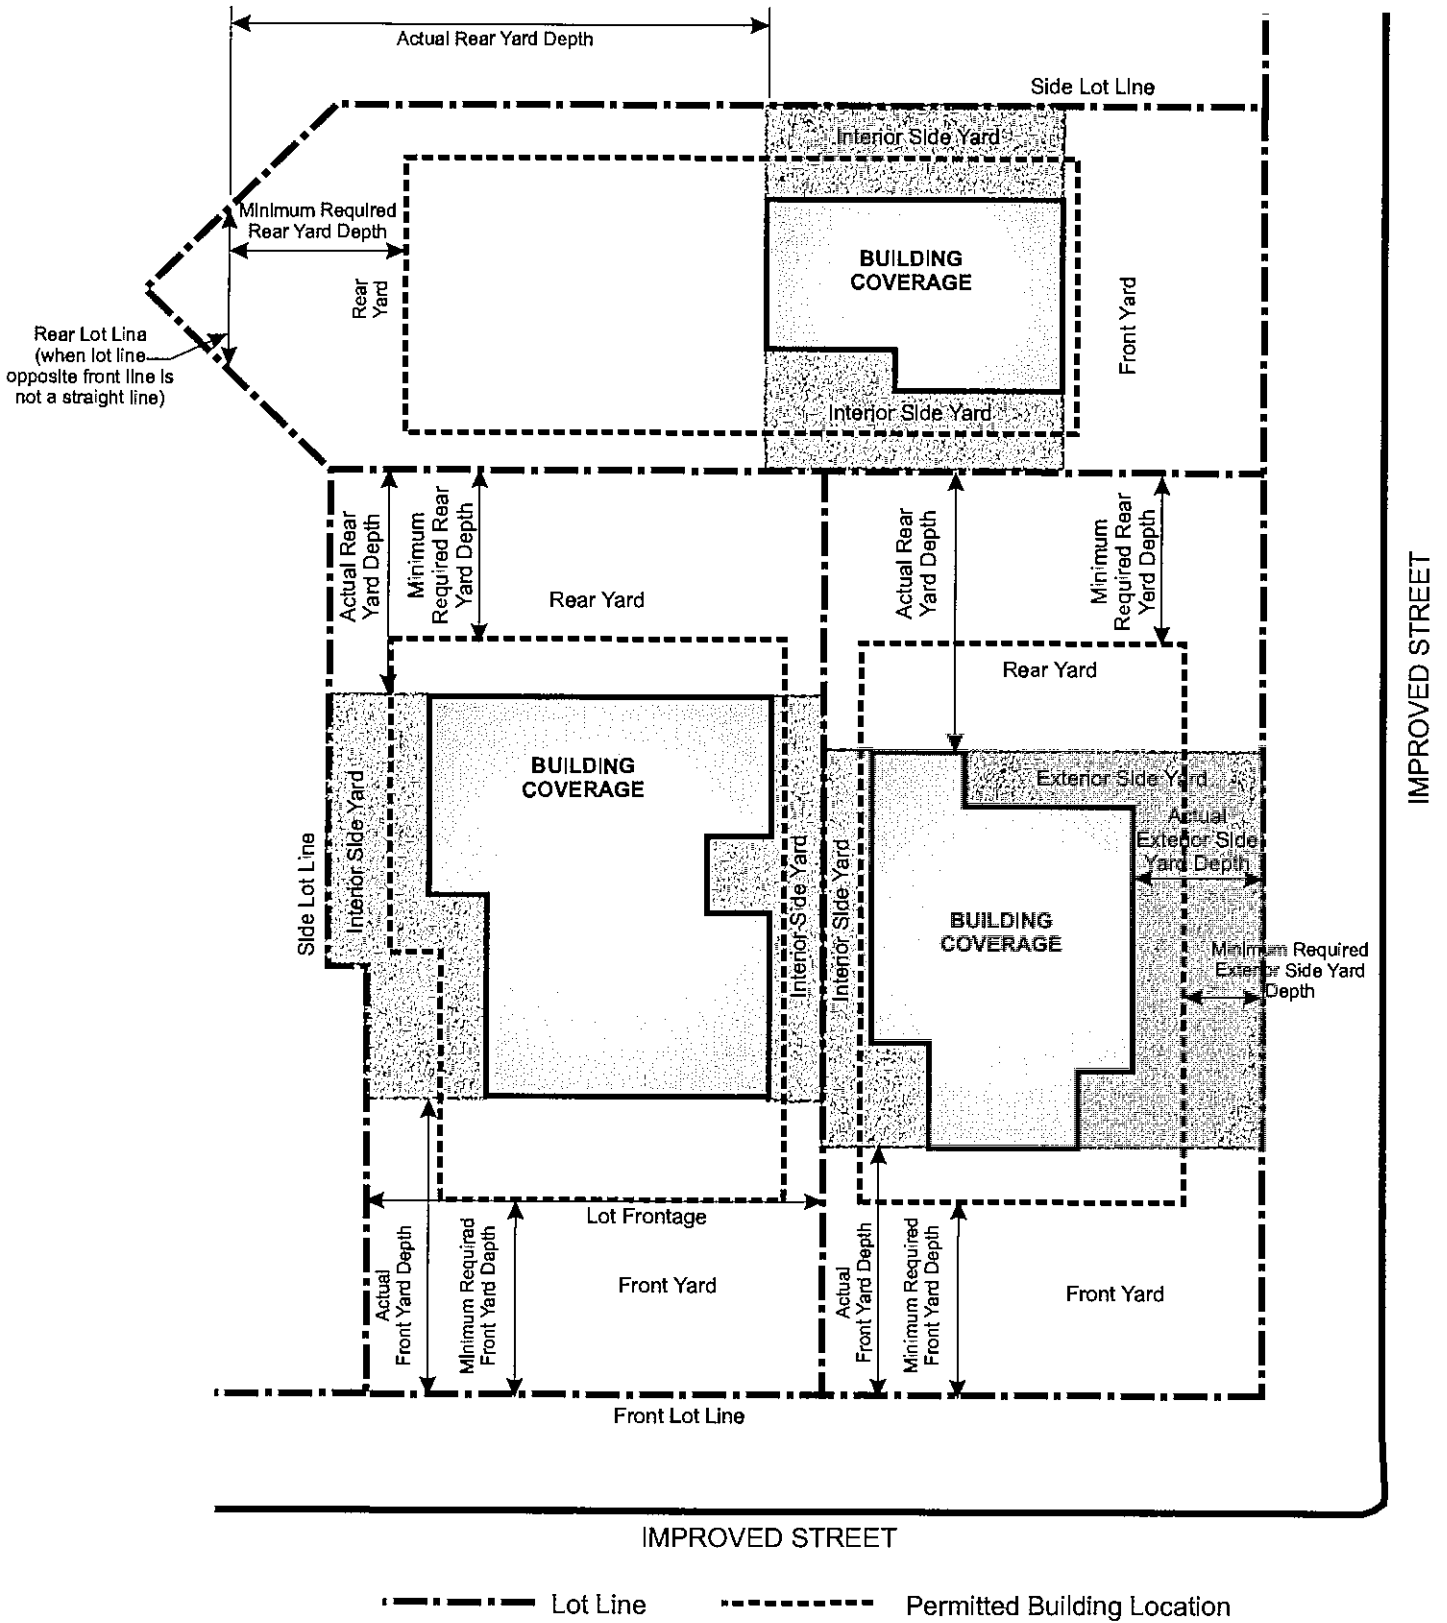 Actual Rear Yard Depth
Side Lot Line
Interior Side Yard
Minimum Required
Rear Yard Depth
BUILDING
COVERAGE
Rear
Yard
Front Yard
Rear Lot Lina
(when lot line
opposite front line is
not a straight line)
Interior Side Yard
Actual Rear
Yard Depth
Minimum
Required Rear
Yard Depth
Rear Yard
Actual Rear
Yard Depth
Minimum
Required Rear
Yard Depth
Rear Yard
IMPROVED STREET
BUILDING
COVERAGE
Side Lot Line
Interior Side Yard
Interior Side Yard
Interior Side Yard
Exterior Side Yard
Actual
Exterior Side
Yard Depth
BUILDING
COVERAGE
Minimum Required
Exterior Side Yard
Depth
Lot Frontage
Actual
Front Yard Depth
Minimum Required
Front Yard Dapth
Front Yard
Actual
Front Yard Depth
Minimum Required
Front Yard Depth
Front Yard
Front Lot Line
IMPROVED STREET
Lot Line
Permitted Building Location